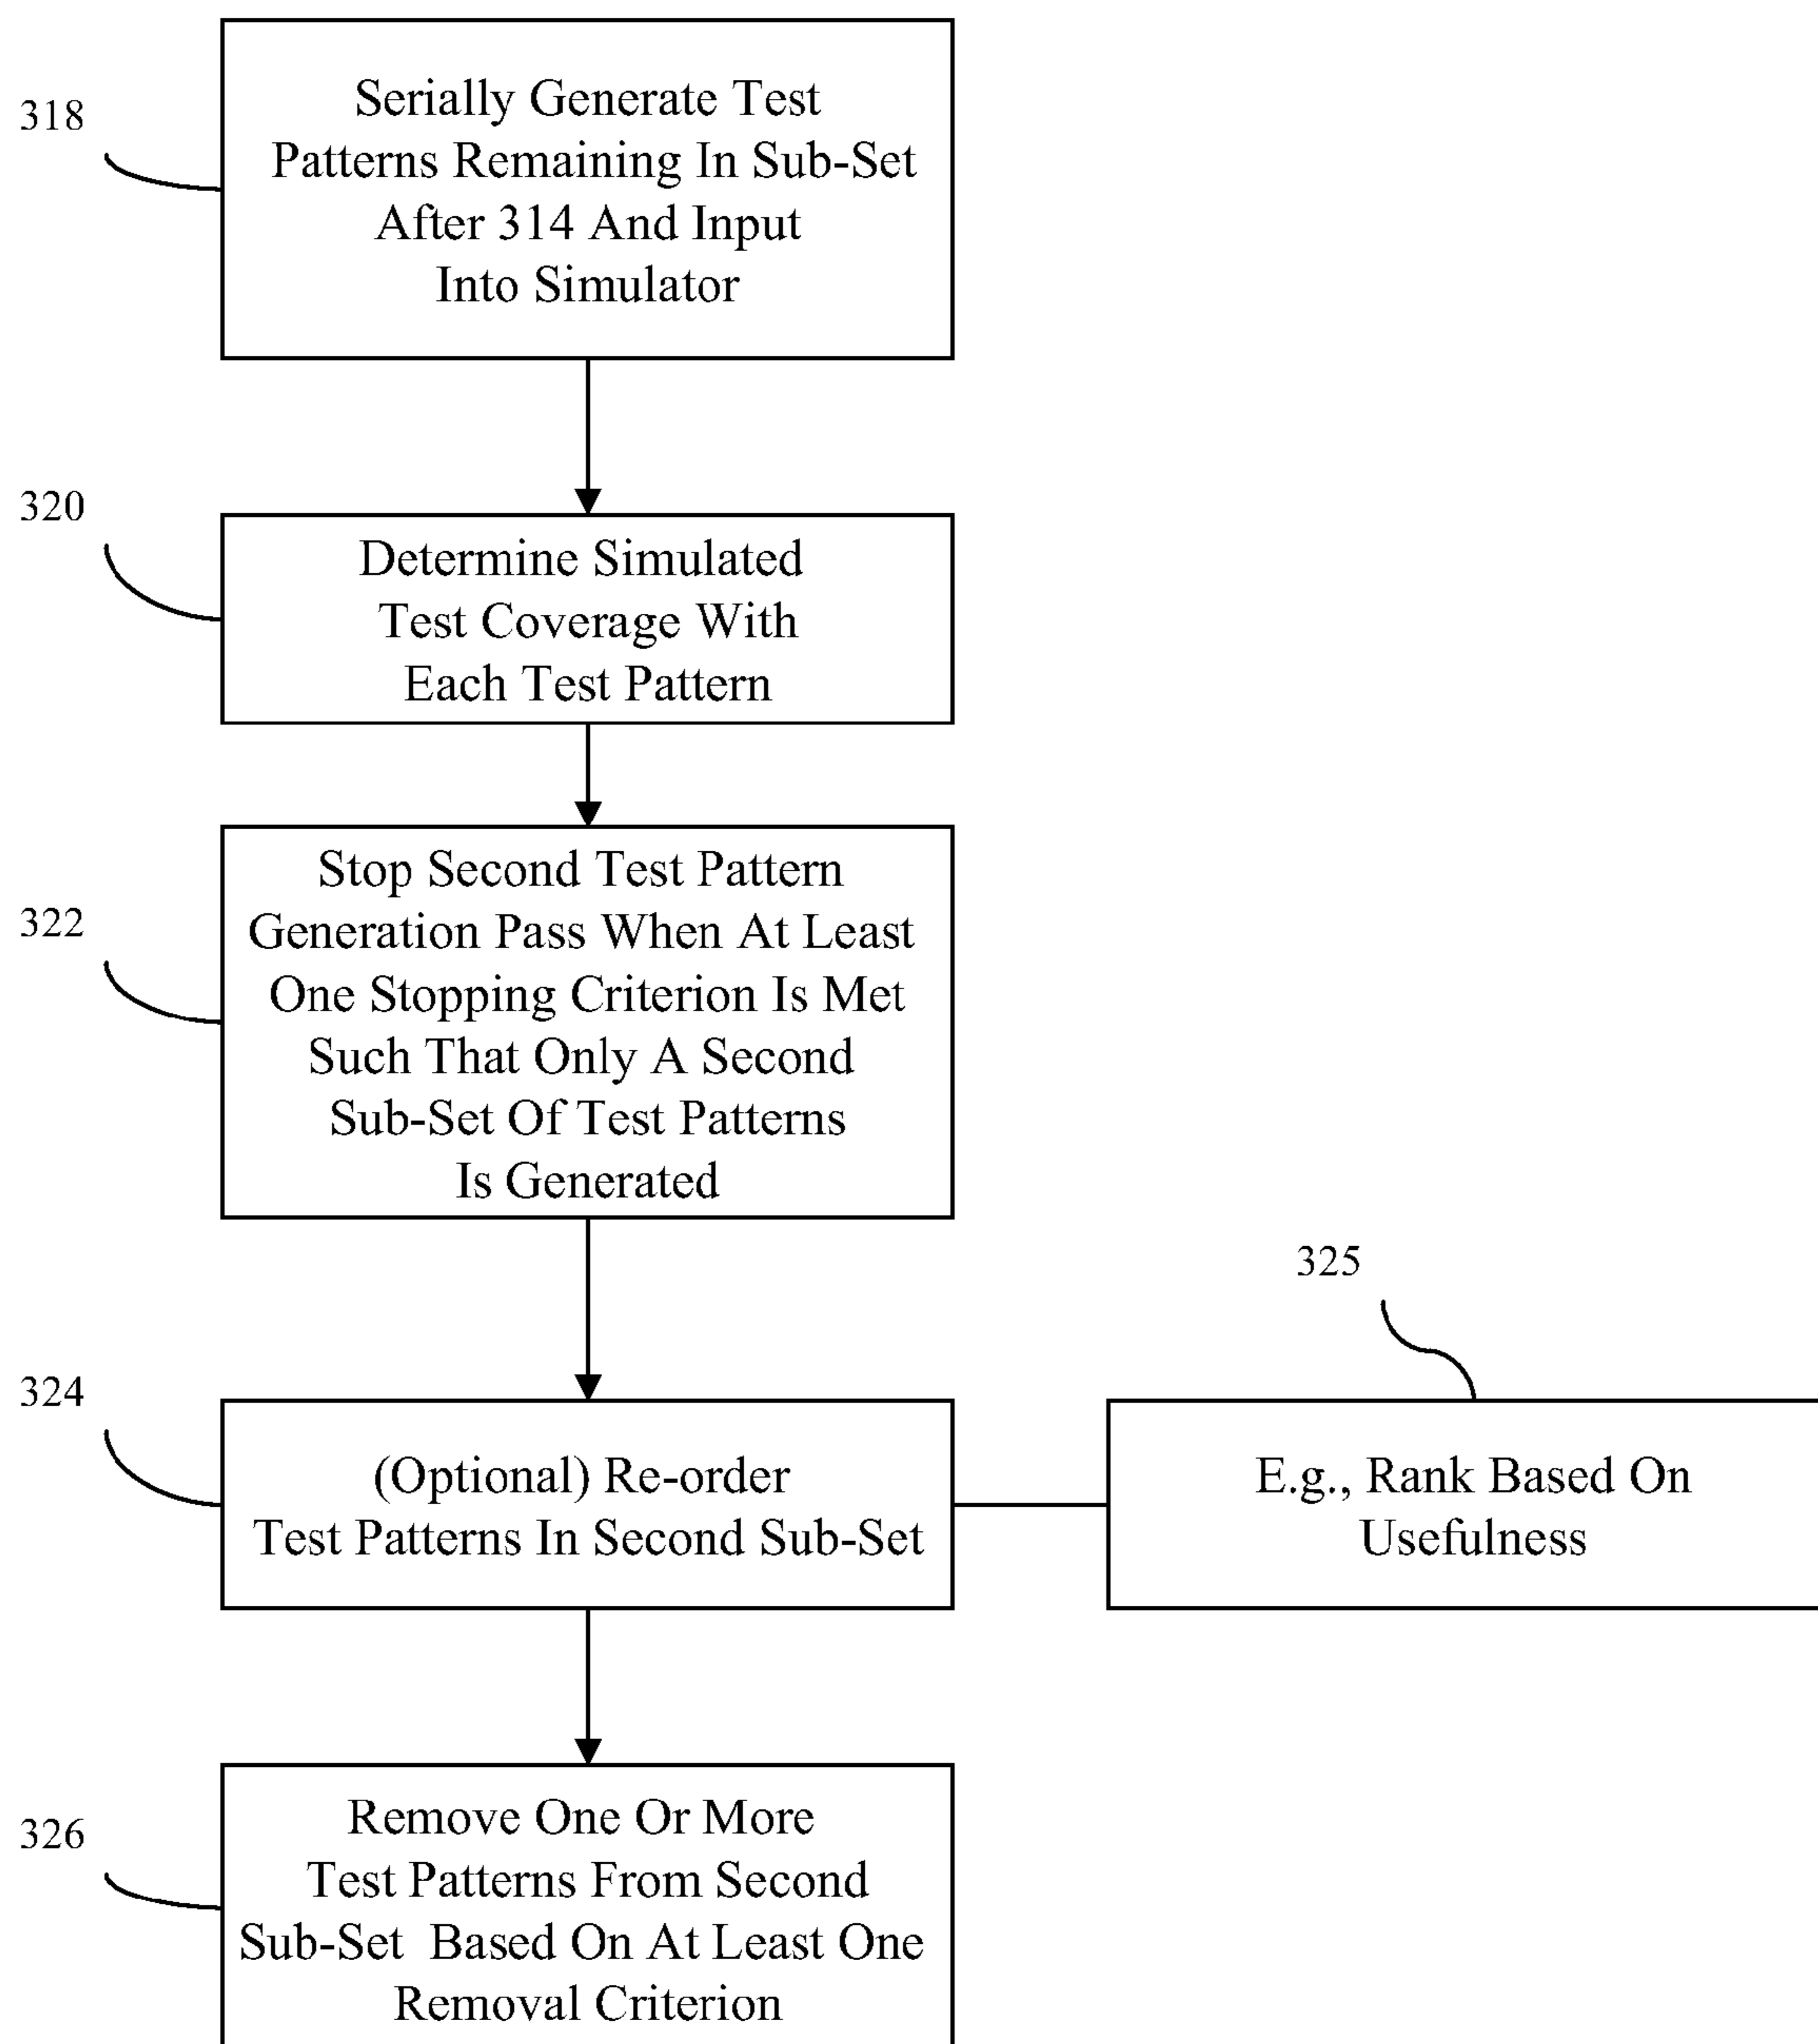 318
Serially Generate Test
Patterns Remaining In Sub-Set
After 314 And Input
Into Simulator
320
Determine Simulated
Test Coverage With
Each Test Pattern
322
Stop Second Test Pattern
Generation Pass When At Least
One Stopping Criterion Is Met
Such That Only A Second
Sub-Set Of Test Patterns
Is Generated
324
(Optional) Re-order
Test Patterns In Second Sub-Set
325
E.g., Rank Based On
Usefulness
326
Remove One Or More
Test Patterns From Second
Sub-Set Based On At Least One
Removal Criterion